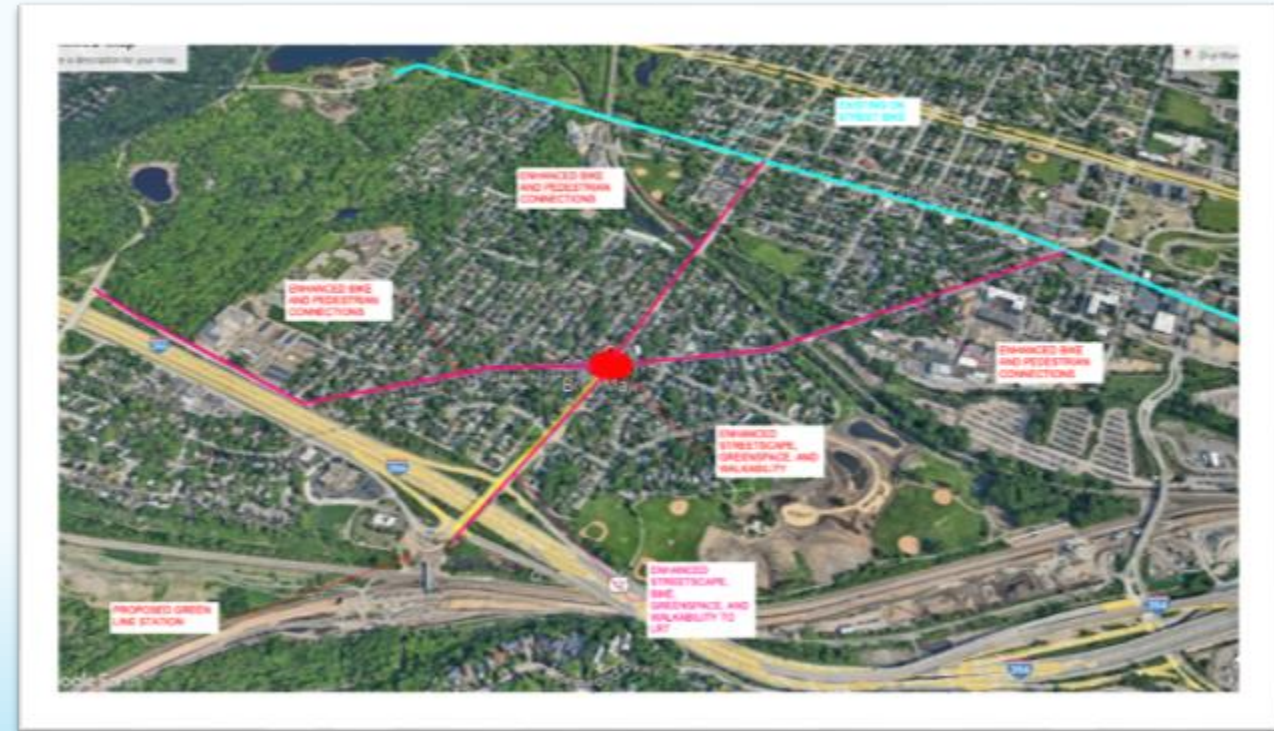 EXISTING ON
STREET BIKE
ENHANCED BIKE
AND PEDESTRIAN
CONNECTIONS
ENHANCED BIKE
AND PEDESTRIAN
CONNECTIONS
ENHANCED BIKE
AND PEDESTRIAN
CONNECTIONS
ENHANCED
STREETSCAPE,
GREENSPACE, AND
WALKABILITY
ENHANCED
STREETSCAPE,
BIKE,
GREENSPACE, AND
WALKABILITY TO
LRT
PROPOSED GREEN
LINE STATION
394
394
394